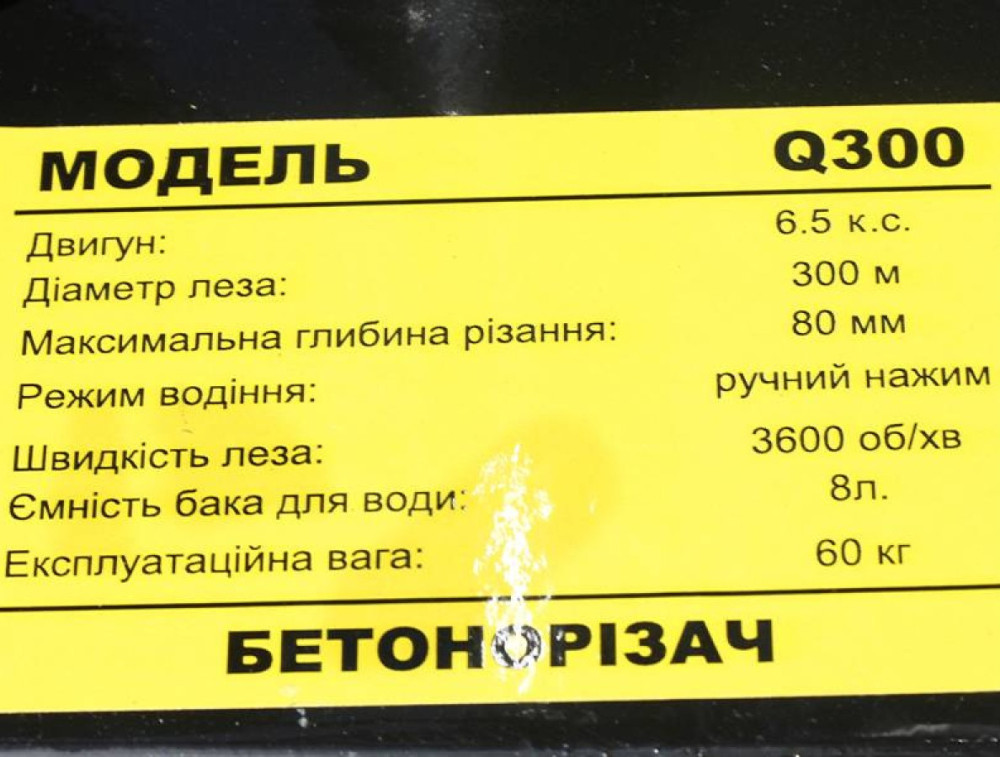 МОДЕЛЬ Q300
Двигун: 6.5 к.с.
Діаметр леза: 300 м
Максимальна глибина різання: 80 мм
Режим водіння: ручний нажим
Швидкість леза: 3600 об/хв
Ємність бака для води: 8л.
Експлуатаційна вага: 60 кг
БЕТОНОРІЗАЧ